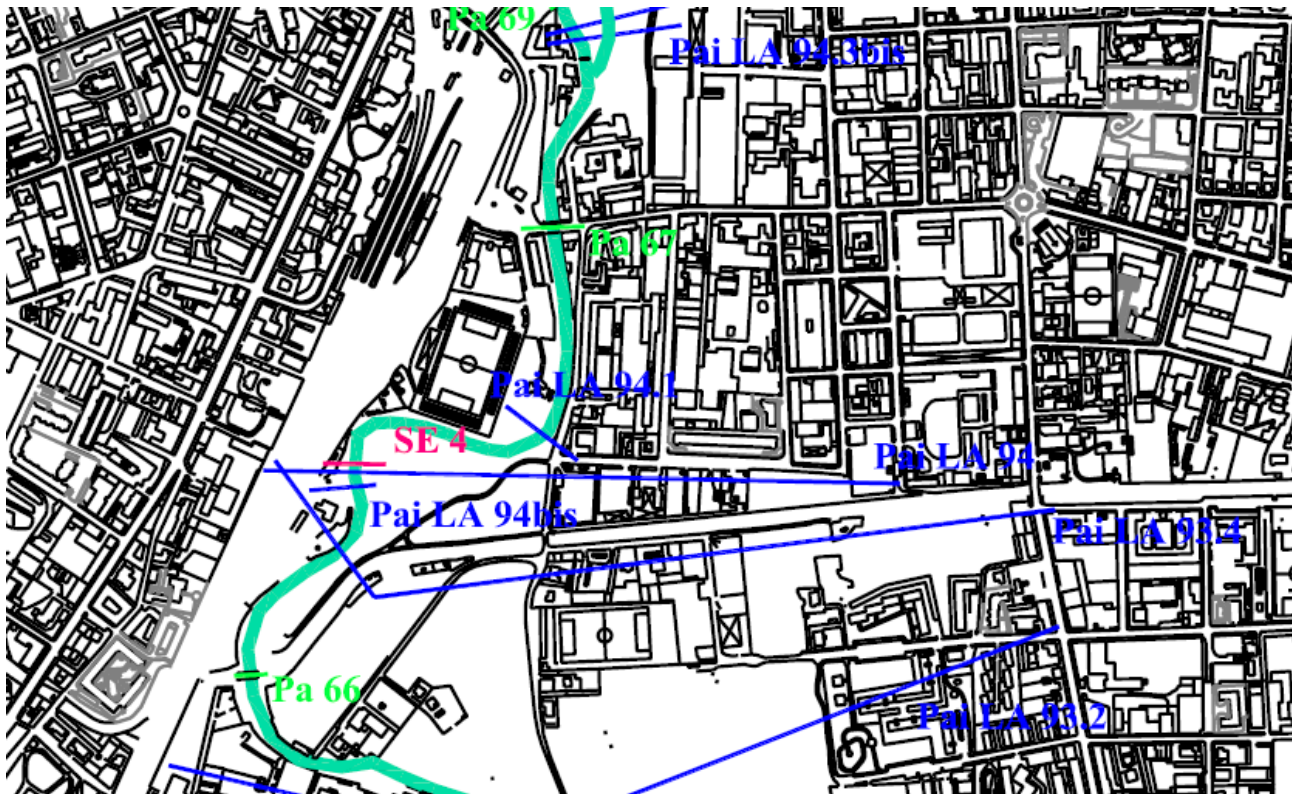 Pa 69
Pai LA 94.3bis
Pa 67
Pai LA 94.1
SE 4
Pai LA 94
Pai LA 94bis
Pai LA 93.4
Pa 66
Pai LA 93.2